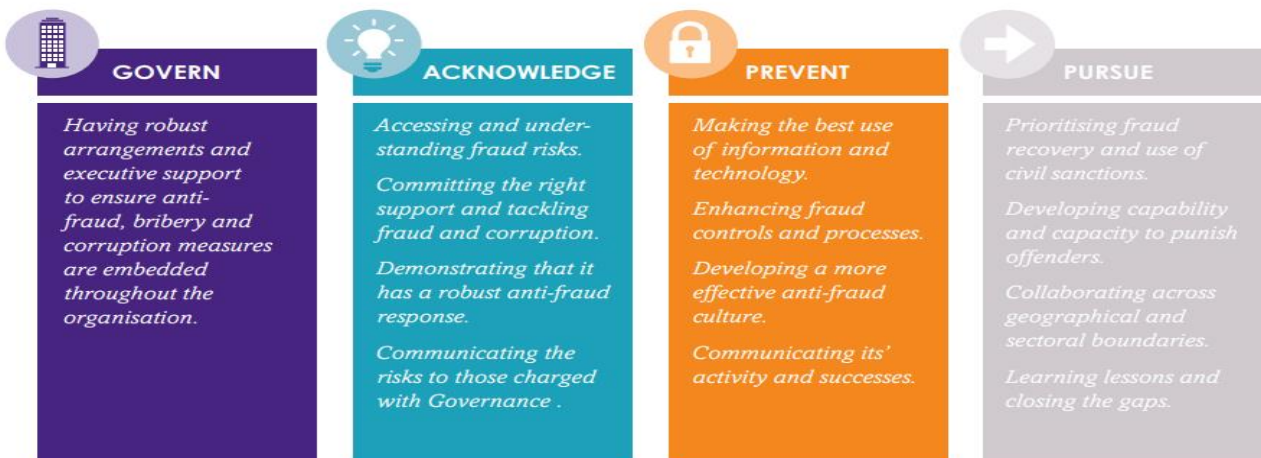 GOVERN
Having robust
arrangements and
executive support
to ensure anti-
fraud, bribery and
corruption measures
are embedded
throughout the
organisation.
ACKNOWLEDGE
Accessing and under-
standing fraud risks.
Committing the right
support and tackling
fraud and corruption.
Demonstrating that it
has a robust anti-fraud
response.
Communicating the
risks to those charged
with Governance .
PREVENT
Making the best use
of information and
technology.
Enhancing fraud
controls and processes.
Developing a more
effective anti-fraud
culture.
Communicating its’
activity and successes.
PURSUE
Prioritising fraud
recovery and use of
civil sanctions.
Developing capability
and capacity to punish
offenders.
Collaborating across
geographical and
sectoral boundaries.
Learning lessons and
closing the gaps.